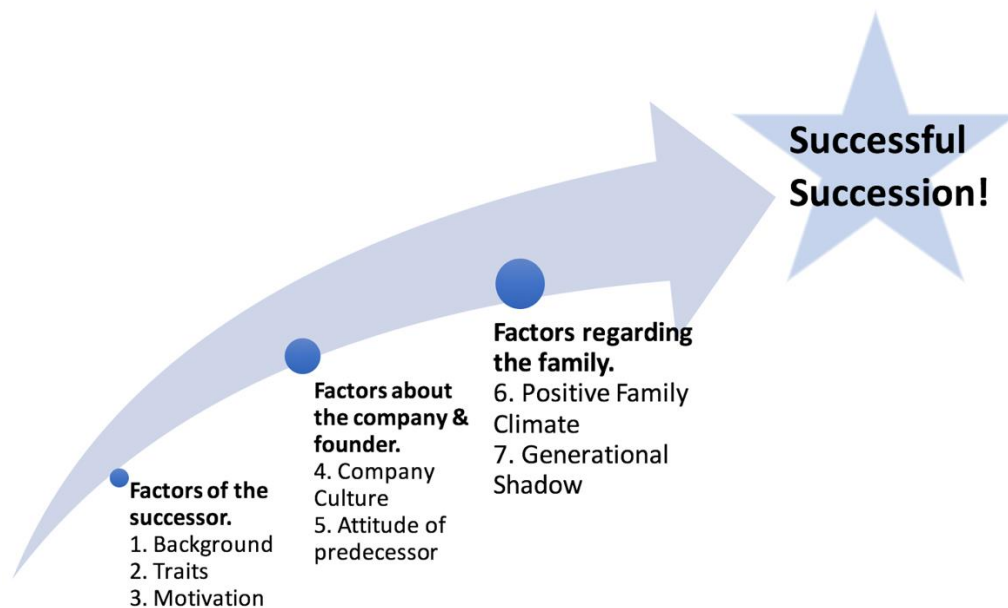 Successful
Succession!
Factors regarding
the family.
6. Positive Family
Climate
7. Generational
Shadow
Factors about
the company &
founder.
4. Company
Culture
5. Attitude of
predecessor
Factors of the
successor.
1. Background
2. Traits
3. Motivation